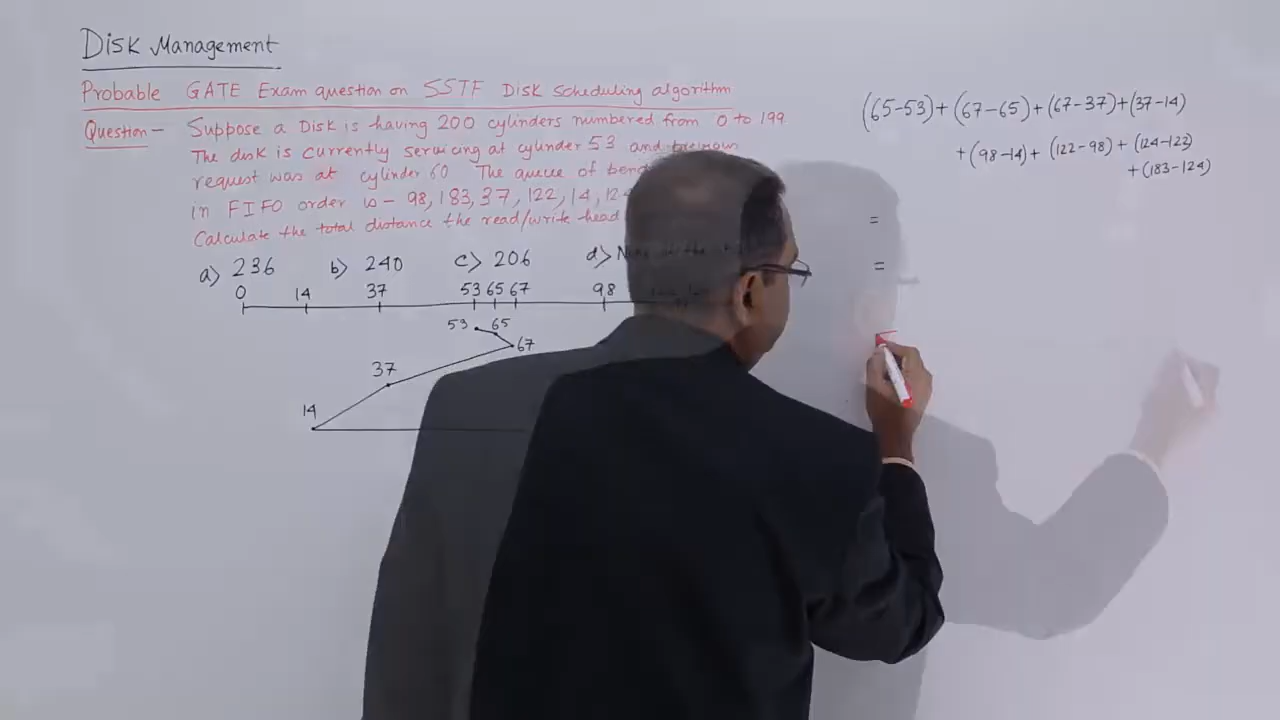 Disk Management
Probable GATE Exam question on SSTF Disk scheduling algorithm
Question - Suppose a Disk is having 200 cylinders numbered from 0 to 199
The disk is currently servicing at cylinder 53 and previous
request was at cylinder 60 The queue of
in FIFO order is - 98, 183, 37, 122, 14, 124
Calculate the total distance the read/write head
a) 236 b) 240 c) 206 d)
0 14 37 53 65 67 98
53 65
67
37
14
(65-53)+(67-65)+(67-37)+(37-14)
+(98-14)+(122-98)+(124-122)
+(183-124)
=
=